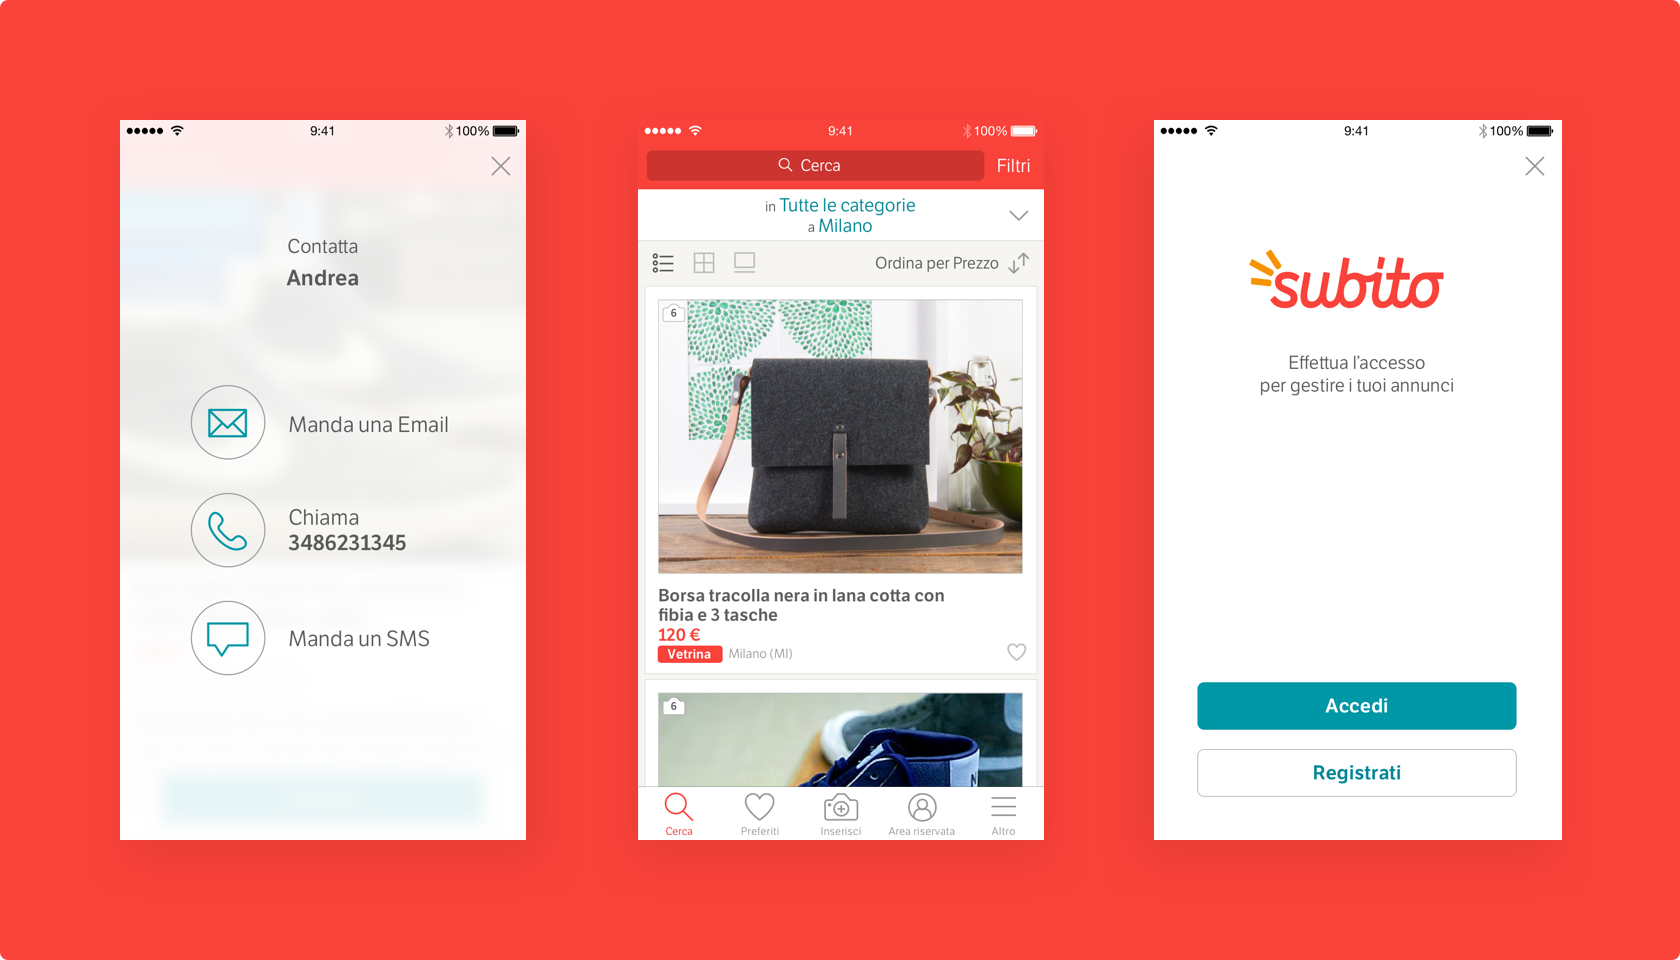 9:41
100%
Contatta
Andrea
Manda una Email
Chiama
3486231345
Manda un SMS
9:41
100%
Cerca
Filtri
in Tutte le categorie
a Milano
Ordina per Prezzo
6
Borsa tracolla nera in lana cotta con
fibia e 3 tasche
120 €
Vetrina
Milano (MI)
6
N
Cerca
Preferiti
Inserisci
Area riservata
Altro
9:41
100%
subito
Effettua l'accesso
per gestire i tuoi annunci
Accedi
Registrati